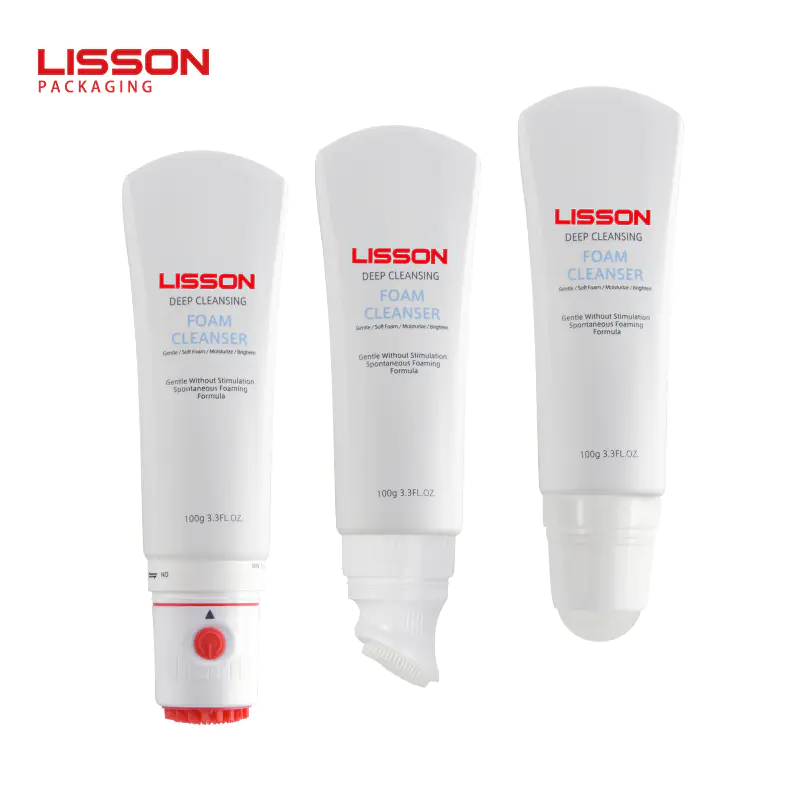 LISSON
PACKAGING
LISSON
DEEP CLEANSING
FOAM
CLEANSER
Gentle / Soft Foam / Moisturize / Brighten
Gentle Without Stimulation
Spontaneous Foaming
Formula
100g 3.3FL.OZ.
ON
LISSON
DEEP CLEANSING
FOAM
CLEANSER
Gentle / Soft Foam / Moisturize / Brighten
Gentle Without Stimulation
Spontaneous Foaming
Formula
100g 3.3FL.OZ.
LISSON
DEEP CLEANSING
FOAM
CLEANSER
Gentle / Soft Foam / Moisturize / Brighten
Gentle Without Stimulation
Spontaneous Foaming
Formula
100g 3.3FL.OZ.